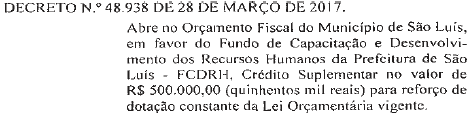 DECRETO N.º 48.938 DE 28 DE MARÇO DE 2017.
Abre no Orçamento Fiscal do Município de São Luís,
em favor do Fundo de Capacitação e Desenvolvi-
mento dos Recursos Humanos da Prefeitura de São
Luís - FCDRH, Crédito Suplementar no valor de
R$ 500.000,00 (quinhentos mil reais) para reforço de
dotação constante da Lei Orçamentária vigente.